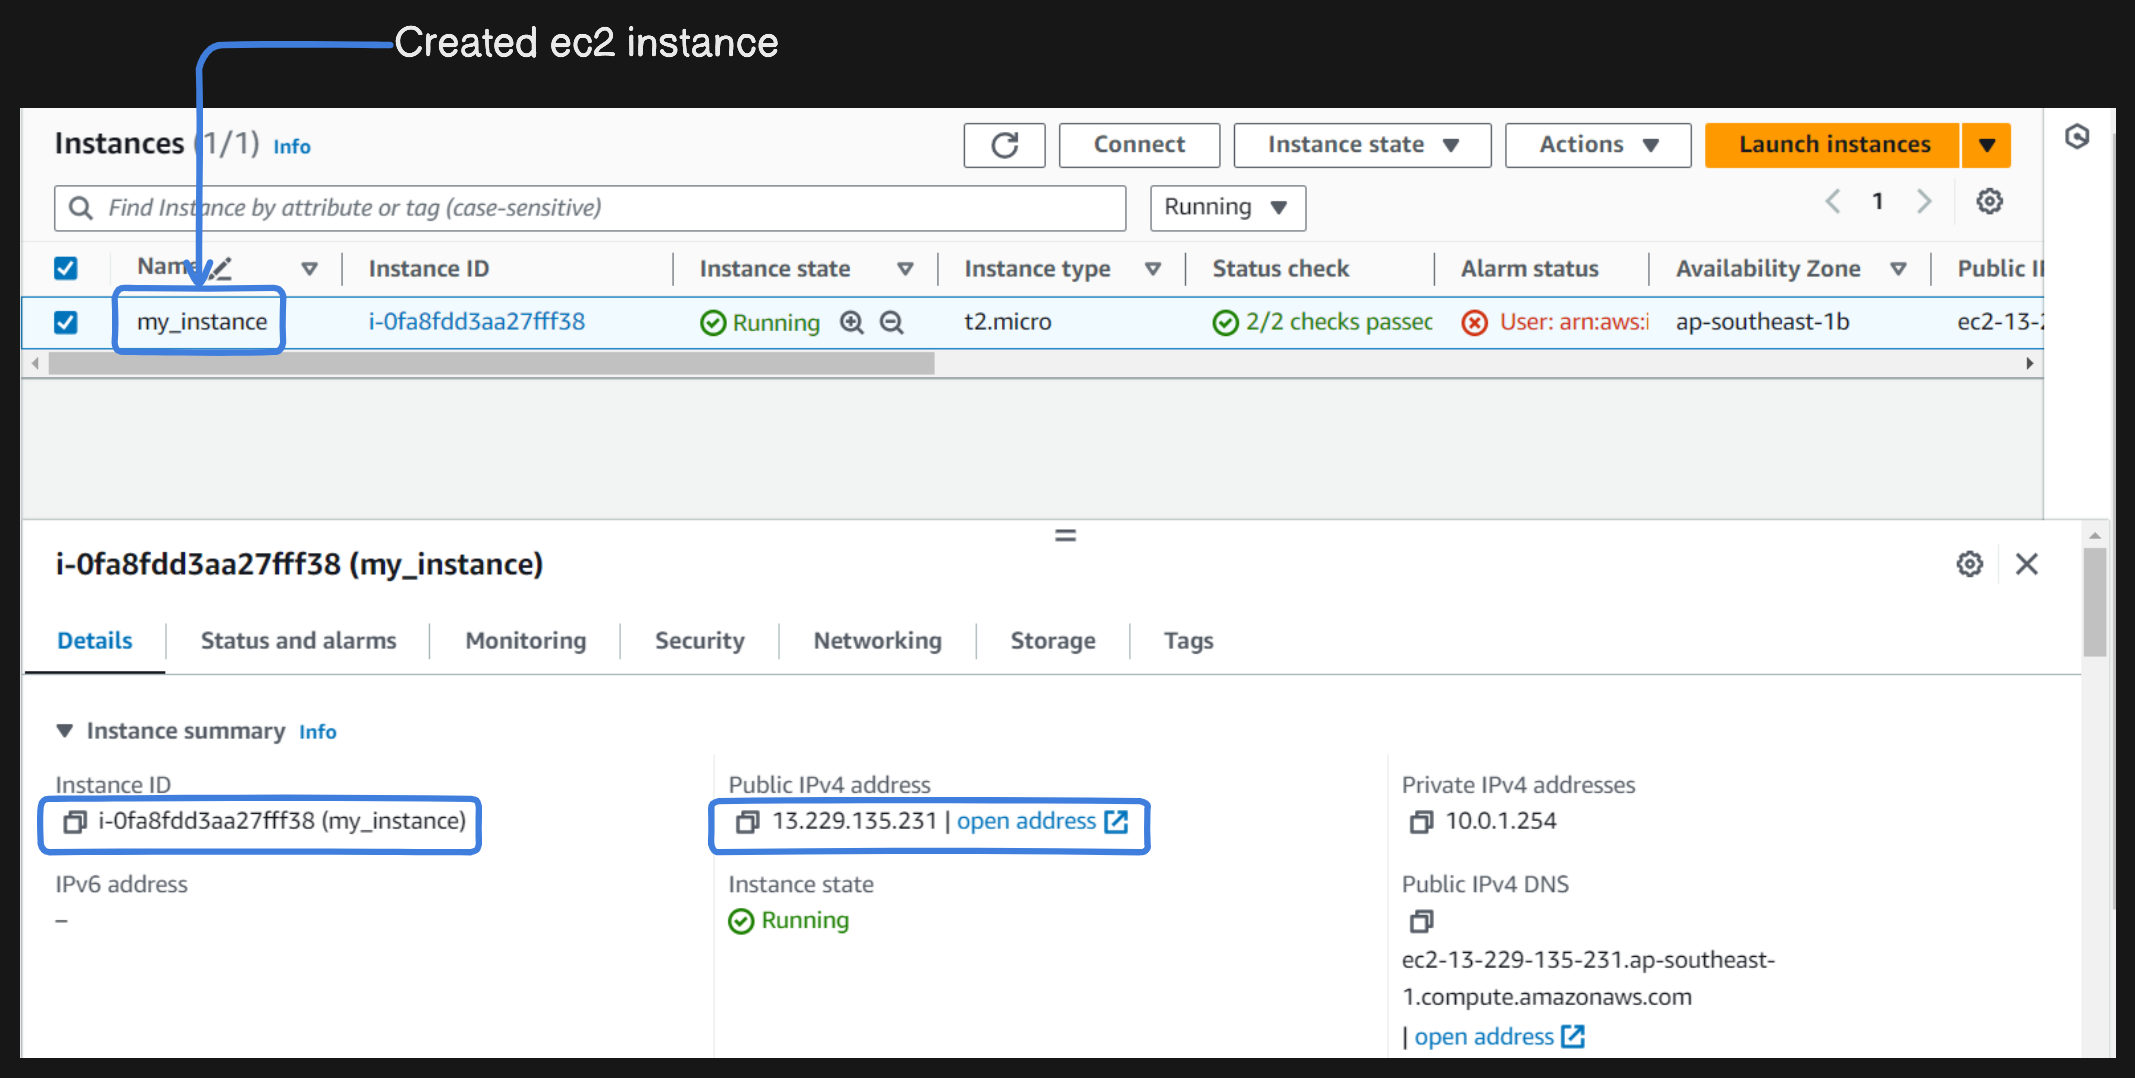 Created ec2 instance
Instances (1/1) Info
Connect
Instance state
Actions
Launch instances
Find Instance by attribute or tag (case-sensitive)
Running
1
Name Instance ID Instance state Instance type Status check Alarm status Availability Zone Public
my_instance i-0fa8fdd3aa27fff38 Running t2.micro 2/2 checks passed User: arn:aws:i ap-southeast-1b ec2-13-2
i-0fa8fdd3aa27fff38 (my_instance)
Details Status and alarms Monitoring Security Networking Storage Tags
Instance summary Info
Instance ID
i-0fa8fdd3aa27fff38 (my_instance)
Public IPv4 address
13.229.135.231 | open address
Private IPv4 addresses
10.0.1.254
IPv6 address
–
Instance state
Running
Public IPv4 DNS
ec2-13-229-135-231.ap-southeast-
1.compute.amazonaws.com
| open address